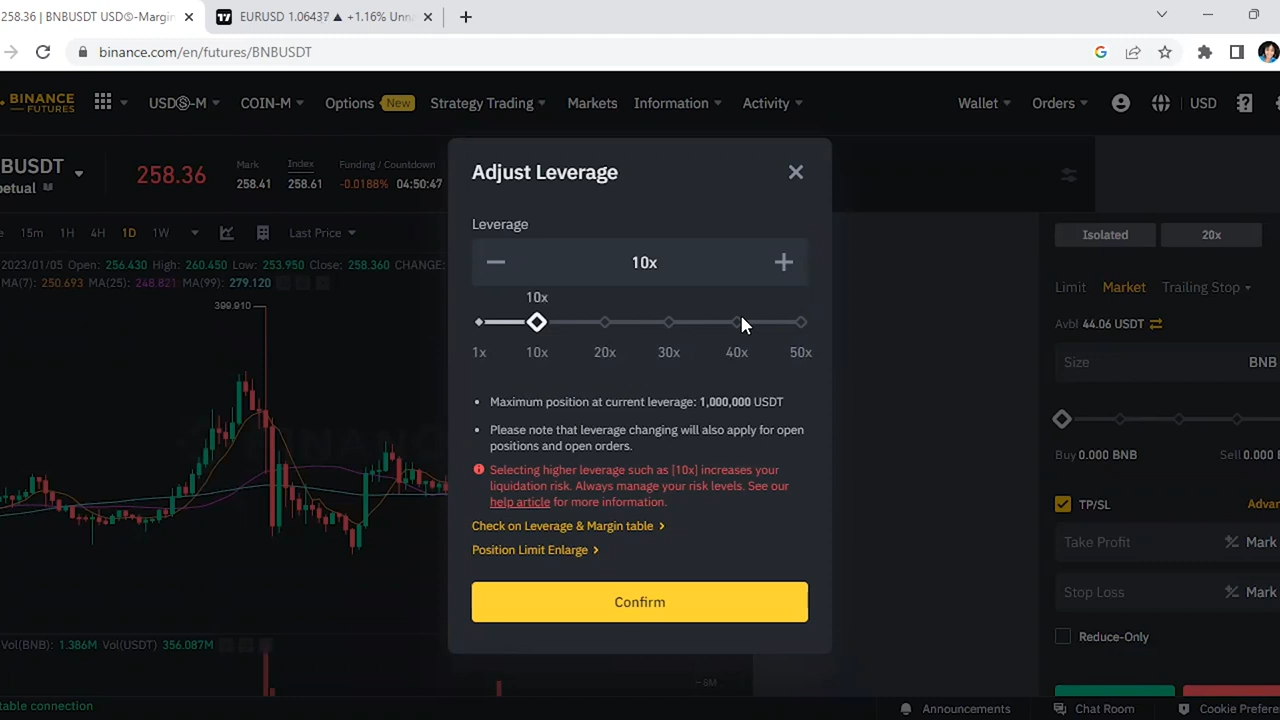 258.36 | BNBUSDT USDⓈ-Margin
EURUSD 1.06437 ▲ +1.16% Unna
binance.com/en/futures/BNBUSDT
BINANCE
FUTURES
USDⓈ-M
COIN-M
Options New
Strategy Trading
Markets
Information
Activity
Wallet
Orders
USD
BUSDT
petual
258.36
Mark
258.41
Index
258.61
Funding / Countdown
-0.0188% 04:50:47
15m 1H 4H 1D 1W
Last Price
2023/01/05 Open: 256.430 High: 260.450 Low: 253.950 Close: 258.360 CHANGE:
MA(7): 250.693 MA(25): 248.821 MA(99): 279.120
399.910
Vol(BNB): 1.386M Vol(USDT) 356.087M
table connection
Adjust Leverage
Leverage
10x
10x
1x 10x 20x 30x 40x 50x
• Maximum position at current leverage: 1,000,000 USDT
• Please note that leverage changing will also apply for open
positions and open orders.
Selecting higher leverage such as [10x] increases your
liquidation risk. Always manage your risk levels. See our
help article for more information.
Check on Leverage & Margin table
Position Limit Enlarge
Confirm
Isolated 20x
Limit Market Trailing Stop
Avbl 44.06 USDT
Size BNB
Buy 0.000 BNB Sell 0.000
TP/SL Advan
Take Profit Mark
Stop Loss Mark
Reduce-Only
Announcements Chat Room Cookie Prefere